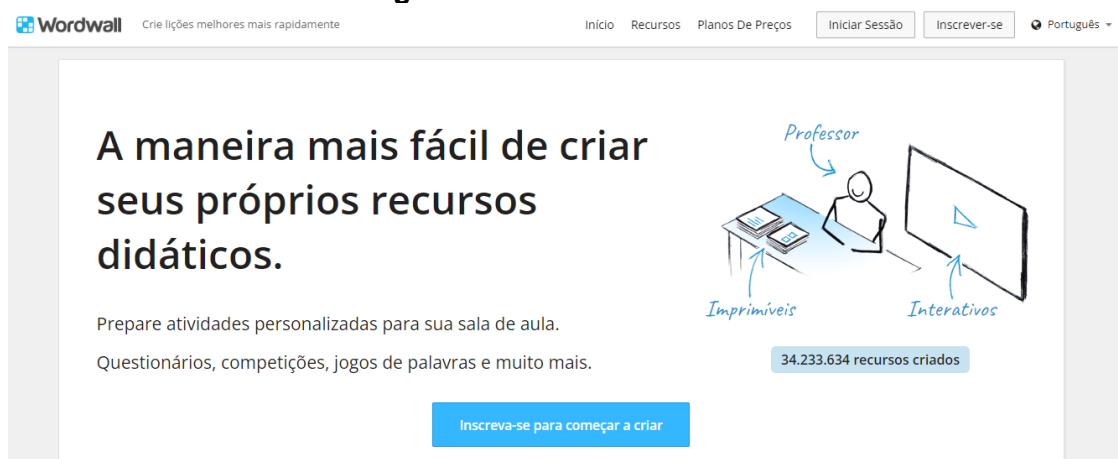 Wordwall Crie lições melhores mais rapidamente Início Recursos Planos De Preços Iniciar Sessão Inscrever-se Português
A maneira mais fácil de criar
seus próprios recursos
didáticos.
Prepare atividades personalizadas para sua sala de aula.
Questionários, competições, jogos de palavras e muito mais.
Professor
Imprimíveis
Interativos
34.233.634 recursos criados
Inscreva-se para começar a criar